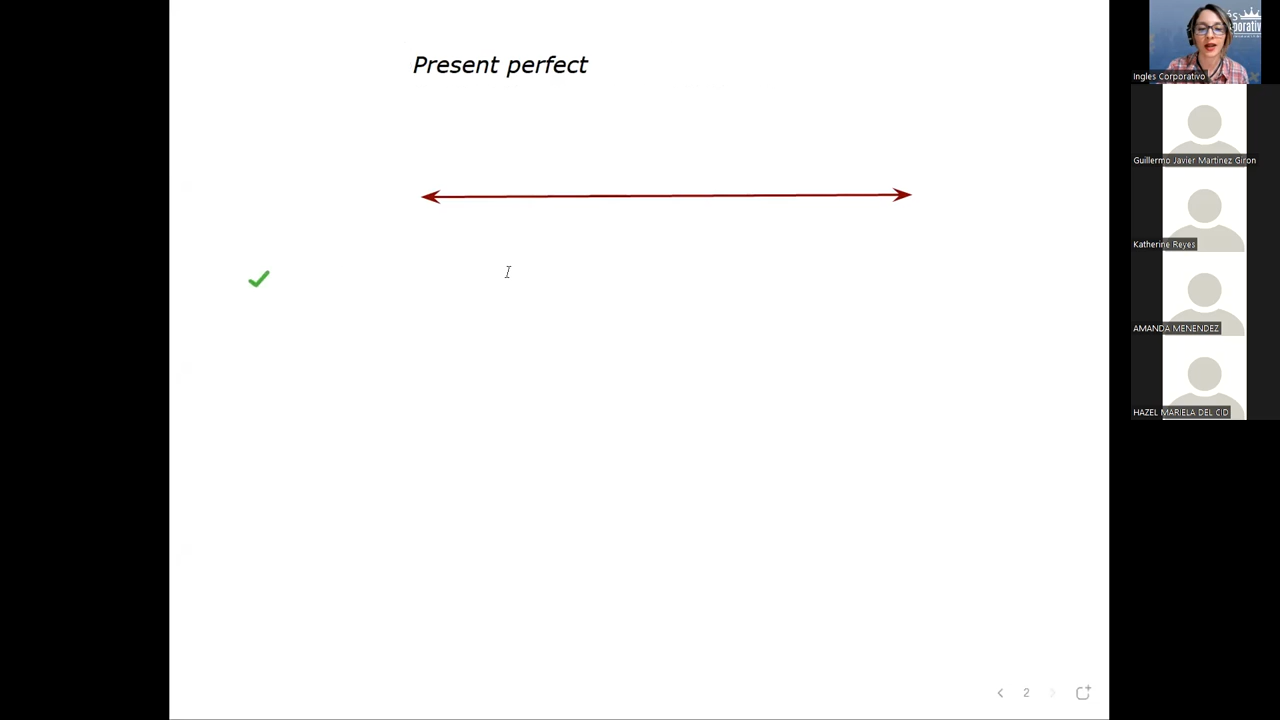 Present perfect
Ingles Corporativo
Guillermo Javier Martinez Giron
Katherine Reyes
AMANDA MENENDEZ
HAZEL MARIELA DEL CID
2